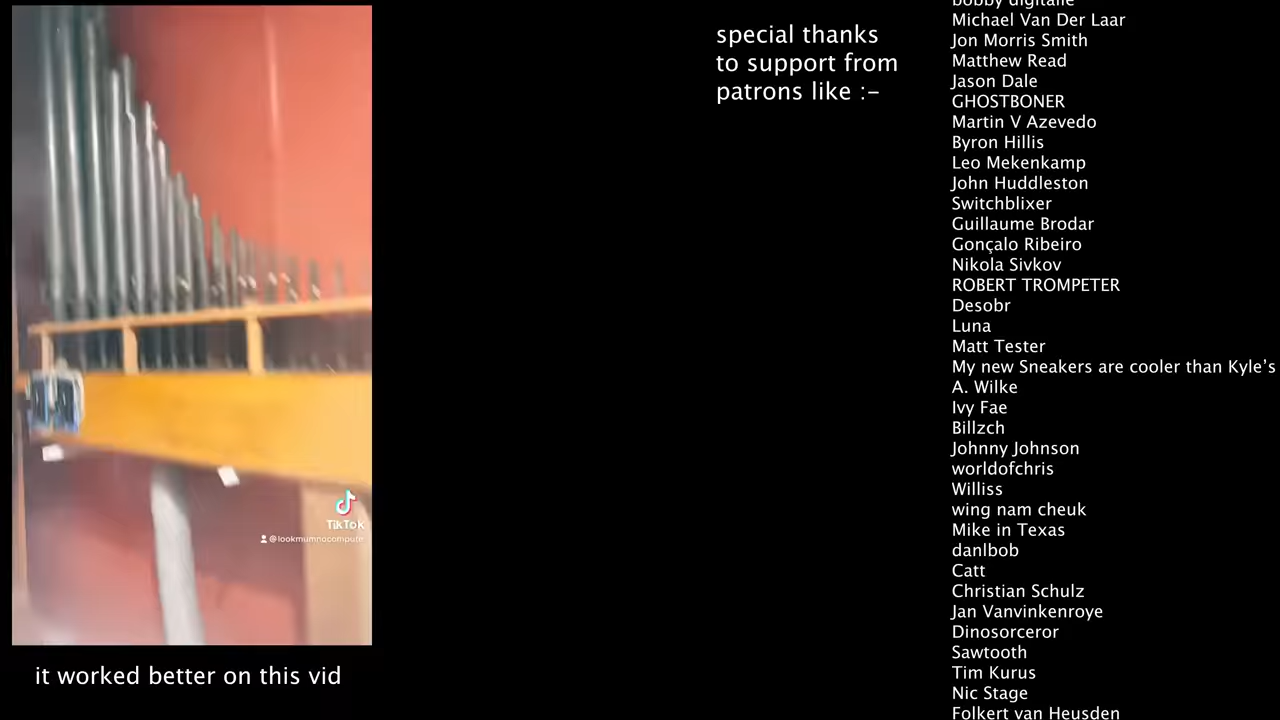 special thanks
to support from
patrons like :-
bobby digitalle
Michael Van Der Laar
Jon Morris Smith
Matthew Read
Jason Dale
GHOSTBONER
Martin V Azevedo
Byron Hillis
Leo Mekenkamp
John Huddleston
Switchblixer
Guillaume Brodar
Gonçalo Ribeiro
Nikola Sivkov
ROBERT TROMPETER
Desobr
Luna
Matt Tester
My new Sneakers are cooler than Kyle’s
A. Wilke
Ivy Fae
Billzch
Johnny Johnson
worldofchris
Williss
wing nam cheuk
Mike in Texas
danlbob
Catt
Christian Schulz
Jan Vanvinkenroye
Dinosorceror
Sawtooth
Tim Kurus
Nic Stage
Folkert van Heusden
TikTok
@lookmumnocomputer
it worked better on this vid